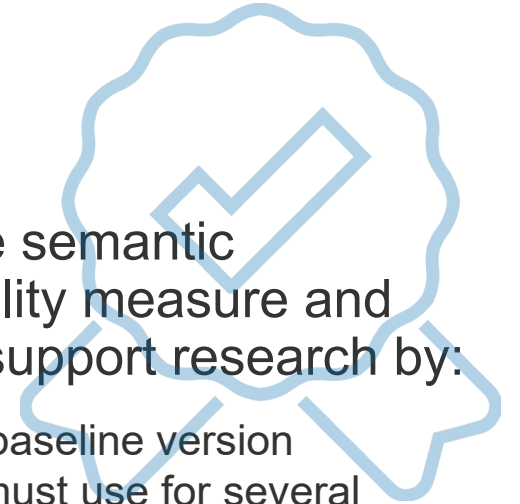 semantic
lity measure and
support research by:
baseline version
must use for several